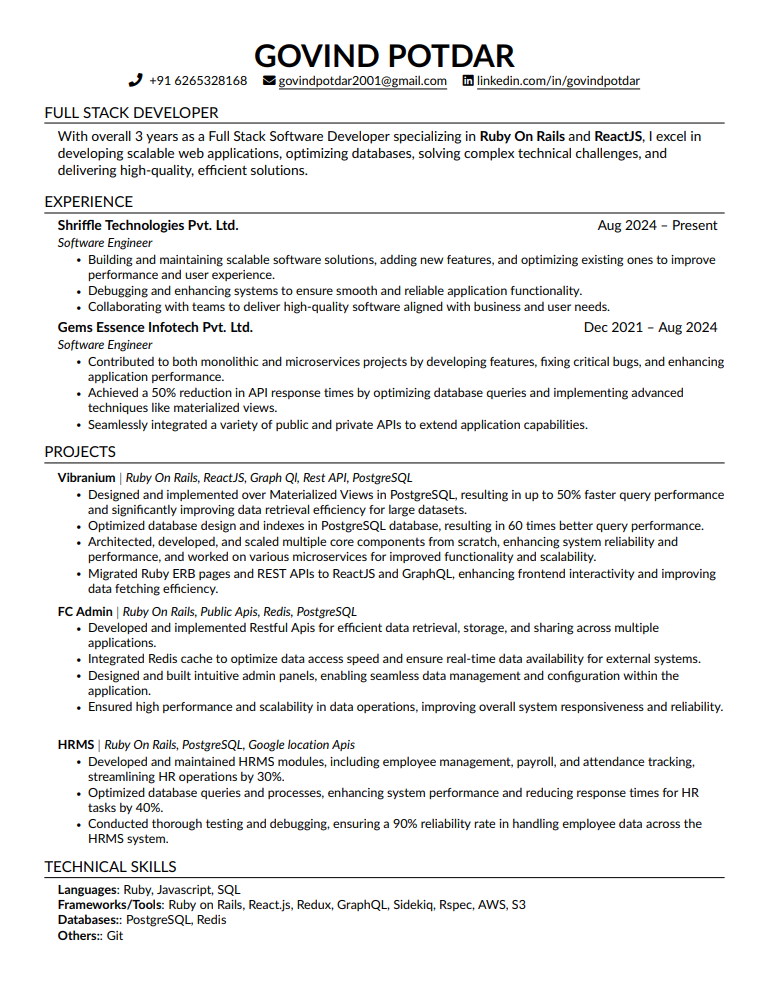 GOVIND POTDAR
+91 6265328168 govindpotdar2001@gmail.com linkedin.com/in/govindpotdar
FULL STACK DEVELOPER
With overall 3 years as a Full Stack Software Developer specializing in Ruby On Rails and ReactJS, I excel in
developing scalable web applications, optimizing databases, solving complex technical challenges, and
delivering high-quality, efficient solutions.
EXPERIENCE
Shriffle Technologies Pvt. Ltd. Aug 2024 – Present
Software Engineer
• Building and maintaining scalable software solutions, adding new features, and optimizing existing ones to improve
performance and user experience.
• Debugging and enhancing systems to ensure smooth and reliable application functionality.
• Collaborating with teams to deliver high-quality software aligned with business and user needs.
Gems Essence Infotech Pvt. Ltd. Dec 2021 – Aug 2024
Software Engineer
• Contributed to both monolithic and microservices projects by developing features, fixing critical bugs, and enhancing
application performance.
• Achieved a 50% reduction in API response times by optimizing database queries and implementing advanced
techniques like materialized views.
• Seamlessly integrated a variety of public and private APIs to extend application capabilities.
PROJECTS
Vibranium | Ruby On Rails, ReactJS, Graph Ql, Rest API, PostgreSQL
• Designed and implemented over Materialized Views in PostgreSQL, resulting in up to 50% faster query performance
and significantly improving data retrieval efficiency for large datasets.
• Optimized database design and indexes in PostgreSQL database, resulting in 60 times better query performance.
• Architected, developed, and scaled multiple core components from scratch, enhancing system reliability and
performance, and worked on various microservices for improved functionality and scalability.
• Migrated Ruby ERB pages and REST APIs to ReactJS and GraphQL, enhancing frontend interactivity and improving
data fetching efficiency.
FC Admin | Ruby On Rails, Public Apis, Redis, PostgreSQL
• Developed and implemented Restful Apis for efficient data retrieval, storage, and sharing across multiple
applications.
• Integrated Redis cache to optimize data access speed and ensure real-time data availability for external systems.
• Designed and built intuitive admin panels, enabling seamless data management and configuration within the
application.
• Ensured high performance and scalability in data operations, improving overall system responsiveness and reliability.
HRMS | Ruby On Rails, PostgreSQL, Google location Apis
• Developed and maintained HRMS modules, including employee management, payroll, and attendance tracking,
streamlining HR operations by 30%.
• Optimized database queries and processes, enhancing system performance and reducing response times for HR
tasks by 40%.
• Conducted thorough testing and debugging, ensuring a 90% reliability rate in handling employee data across the
HRMS system.
TECHNICAL SKILLS
Languages: Ruby, Javascript, SQL
Frameworks/Tools: Ruby on Rails, React.js, Redux, GraphQL, Sidekiq, Rspec, AWS, S3
Databases:: PostgreSQL, Redis
Others:: Git